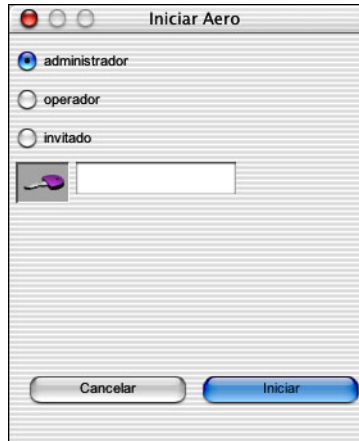 Iniciar Aero
administrador
operador
invitado
Cancelar
Iniciar